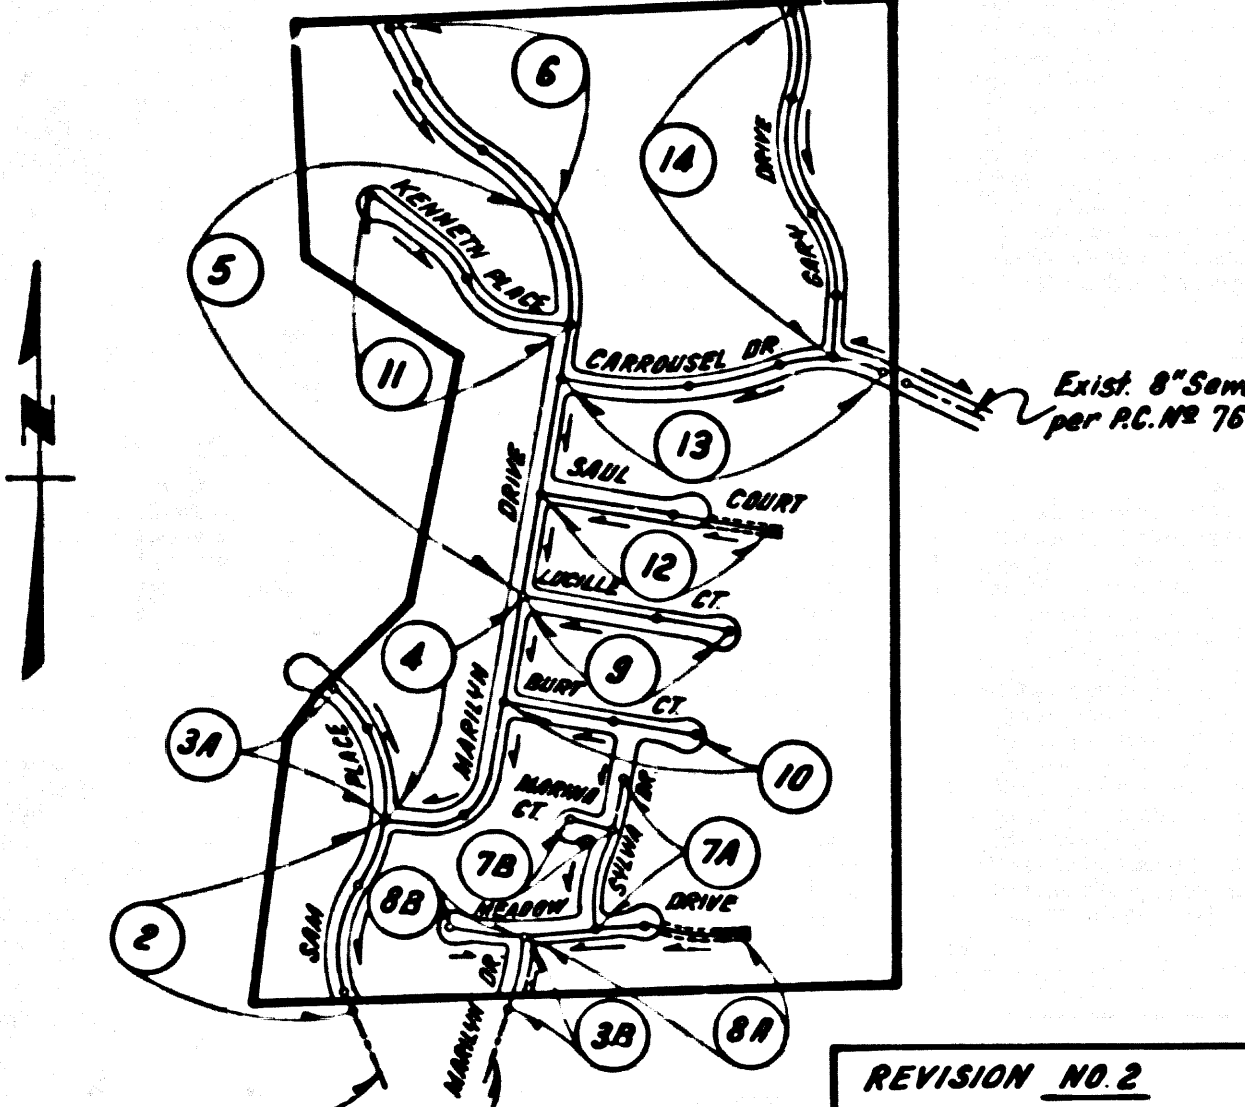 6
14
DRIVE
GARY
KENNETH PLACE
5
11
CARROUSEL DR
Exist. 8" Sew
per P.C. Nº 76
N
13
SAUL
COURT
DRIVE
12
LUCILLE CT.
4
9
BURT CT.
MARILYN
3A
PLACE
10
CT.
7B
7A
SYLVIA DR.
8B
MEADOW
DRIVE
2
SAM
DR.
MARILYN
3B
8A
REVISION NO. 2